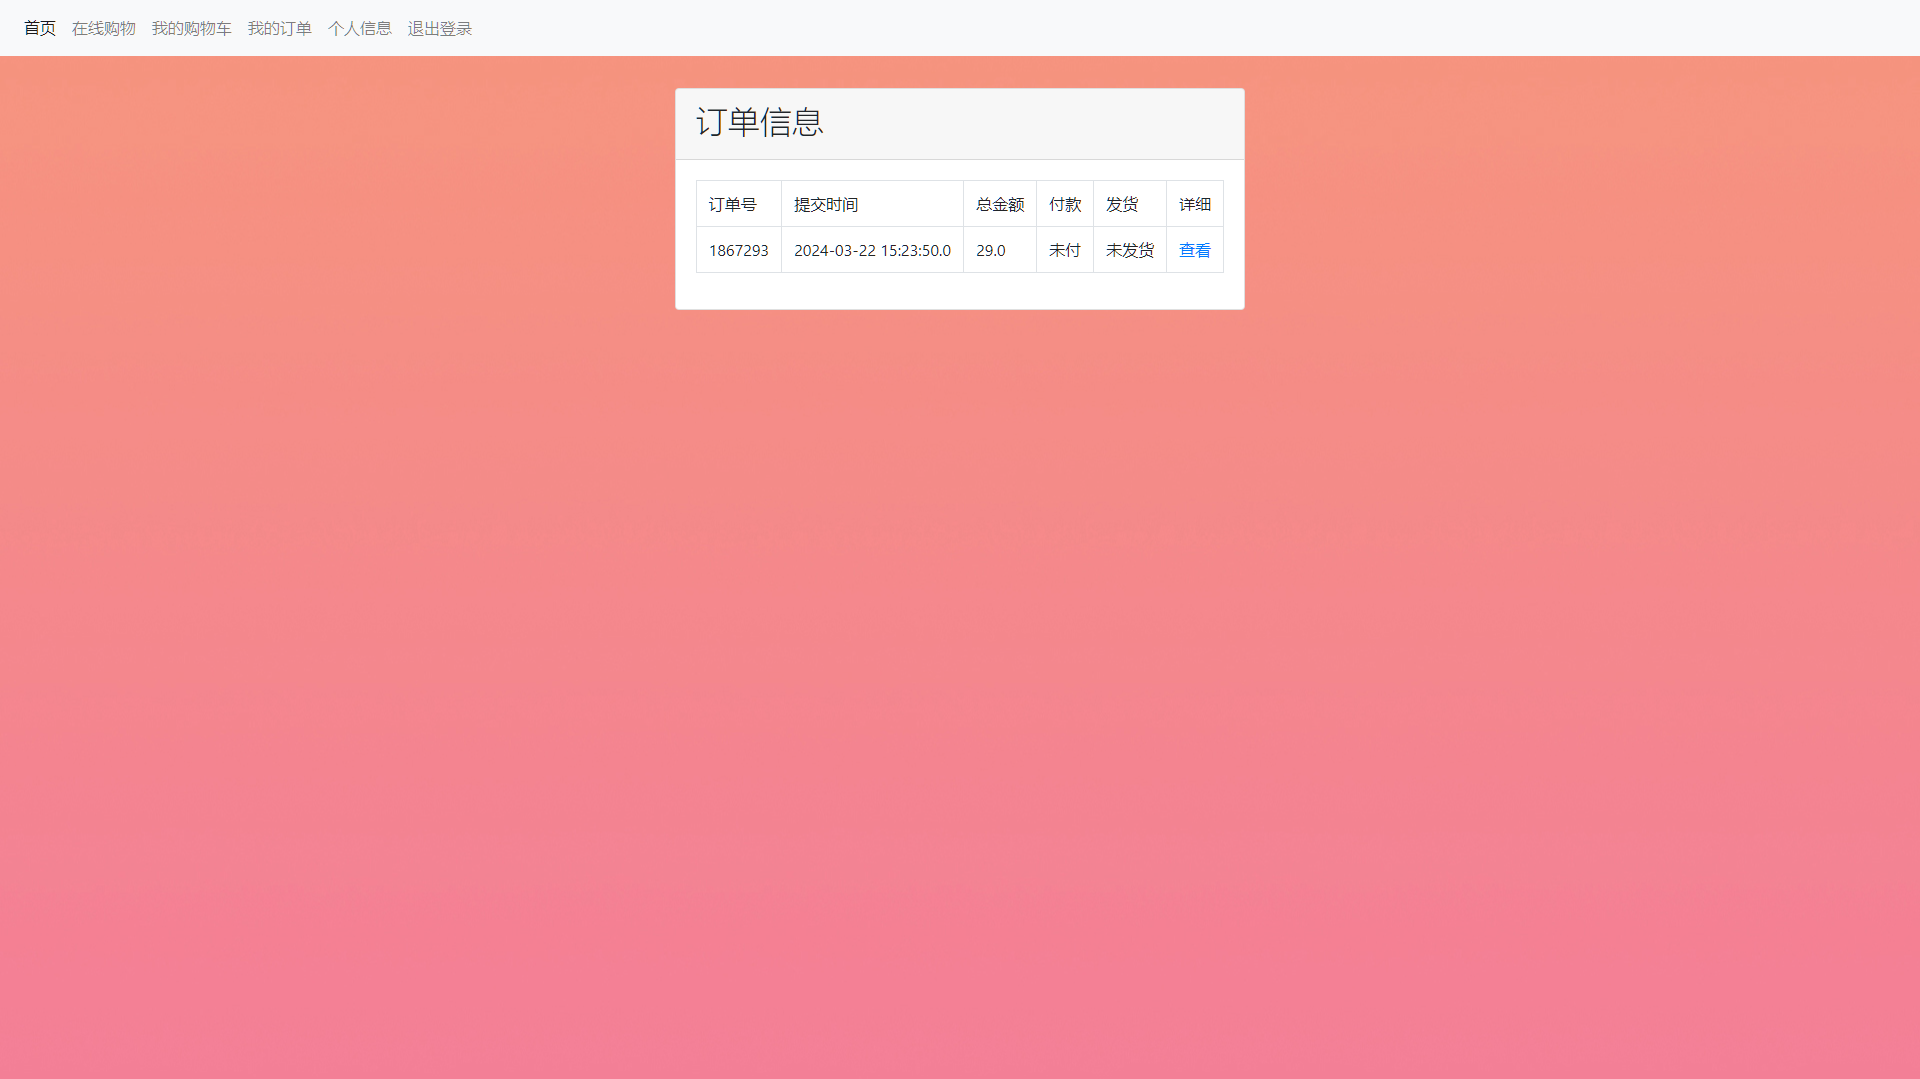 首页 在线购物 我的购物车 我的订单 个人信息 退出登录
订单信息
订单号 提交时间 总金额 付款 发货 详细
1867293 2024-03-22 15:23:50.0 29.0 未付 未发货 查看